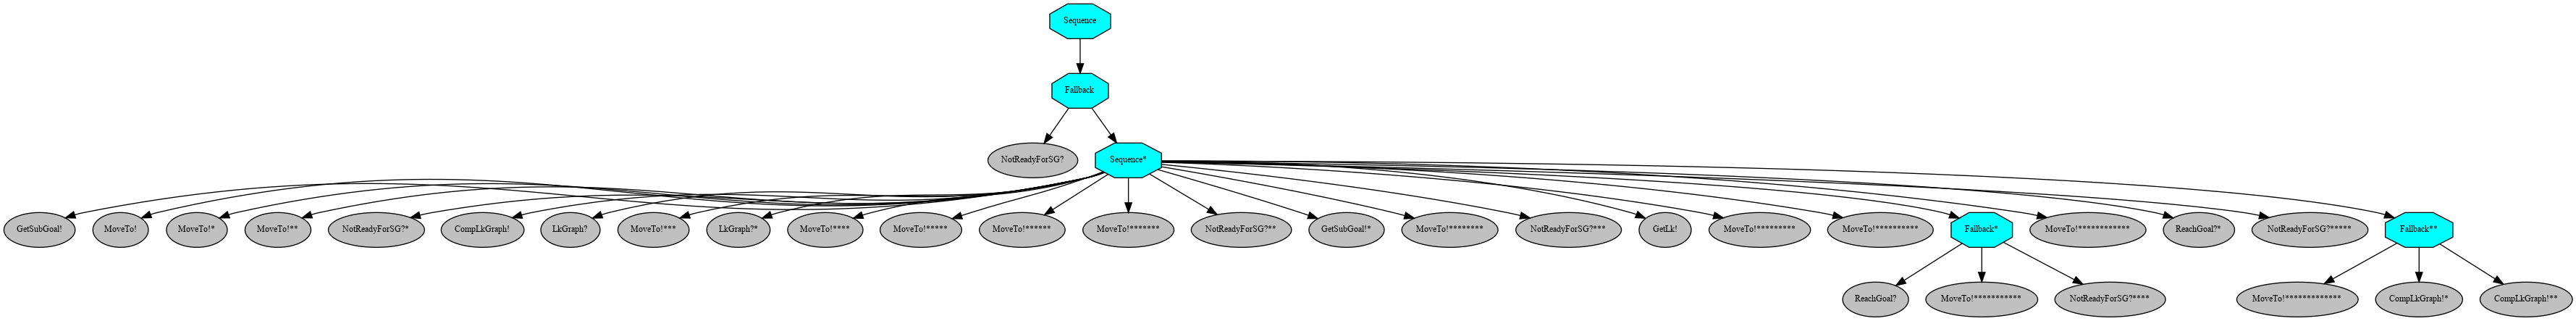 Sequence
Fallback
NotReadyForSG?
Sequence*
GetSubGoal!
MoveTo!
MoveTo!*
MoveTo!**
NotReadyForSG?*
CompLkGraph!
LkGraph?
MoveTo!***
LkGraph?*
MoveTo!****
MoveTo!*****
MoveTo!******
MoveTo!*******
NotReadyForSG?**
GetSubGoal!*
MoveTo!********
NotReadyForSG?***
GetLk!
MoveTo!*********
MoveTo!**********
Fallback*
MoveTo!************
ReachGoal?*
NotReadyForSG?*****
Fallback**
ReachGoal?
MoveTo!***********
NotReadyForSG?****
MoveTo!*************
CompLkGraph!*
CompLkGraph!**